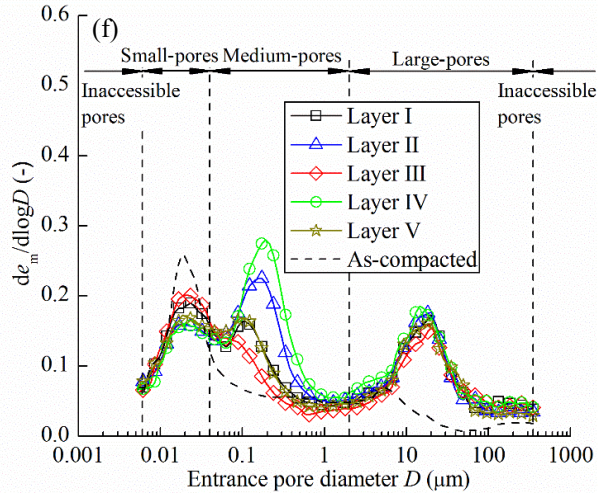 (f)
Small-pores Medium-pores Large-pores
Inaccessible pores
Inaccessible pores
Layer I
Layer II
Layer III
Layer IV
Layer V
As-compacted
de_m/dlogD (-)
0.6
0.5
0.4
0.3
0.2
0.1
0.0
0.001 0.01 0.1 1 10 100 1000
Entrance pore diameter D (μm)